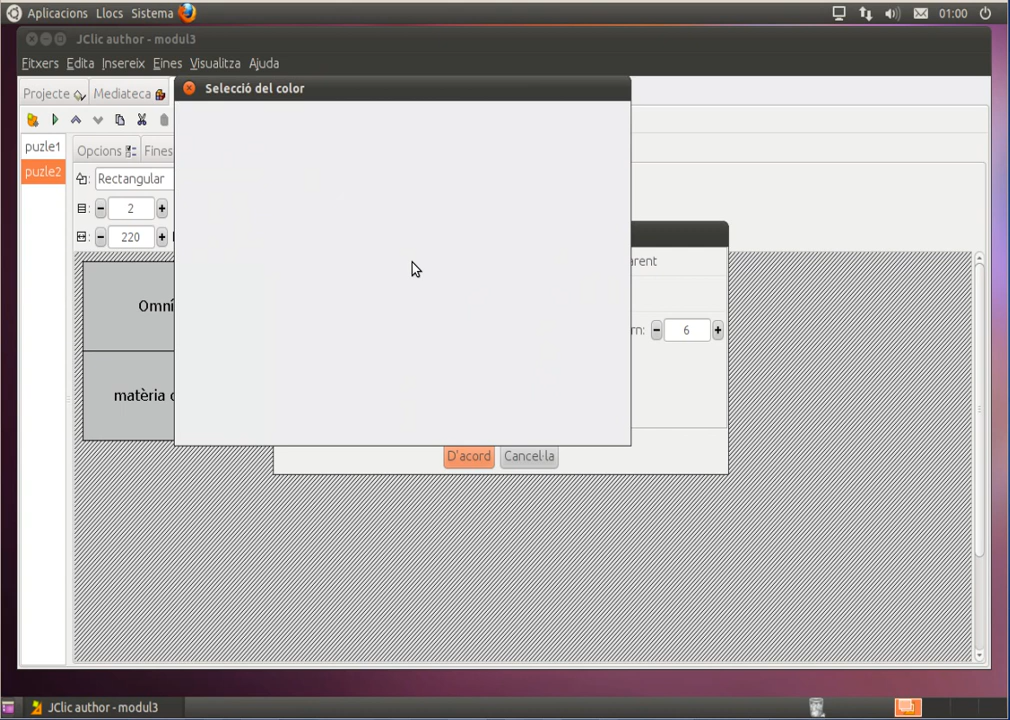 Aplicacions Llocs Sistema 01:00
JClic author - modul3
Fitxers Edita Insereix Eines Visualitza Ajuda
Projecte Mediateca
Selecció del color
puzle1
puzle2
Opcions Fines
Rectangular
2
220
arent
6
Omní
matèria
D'acord Cancel·la
JClic author - modul3